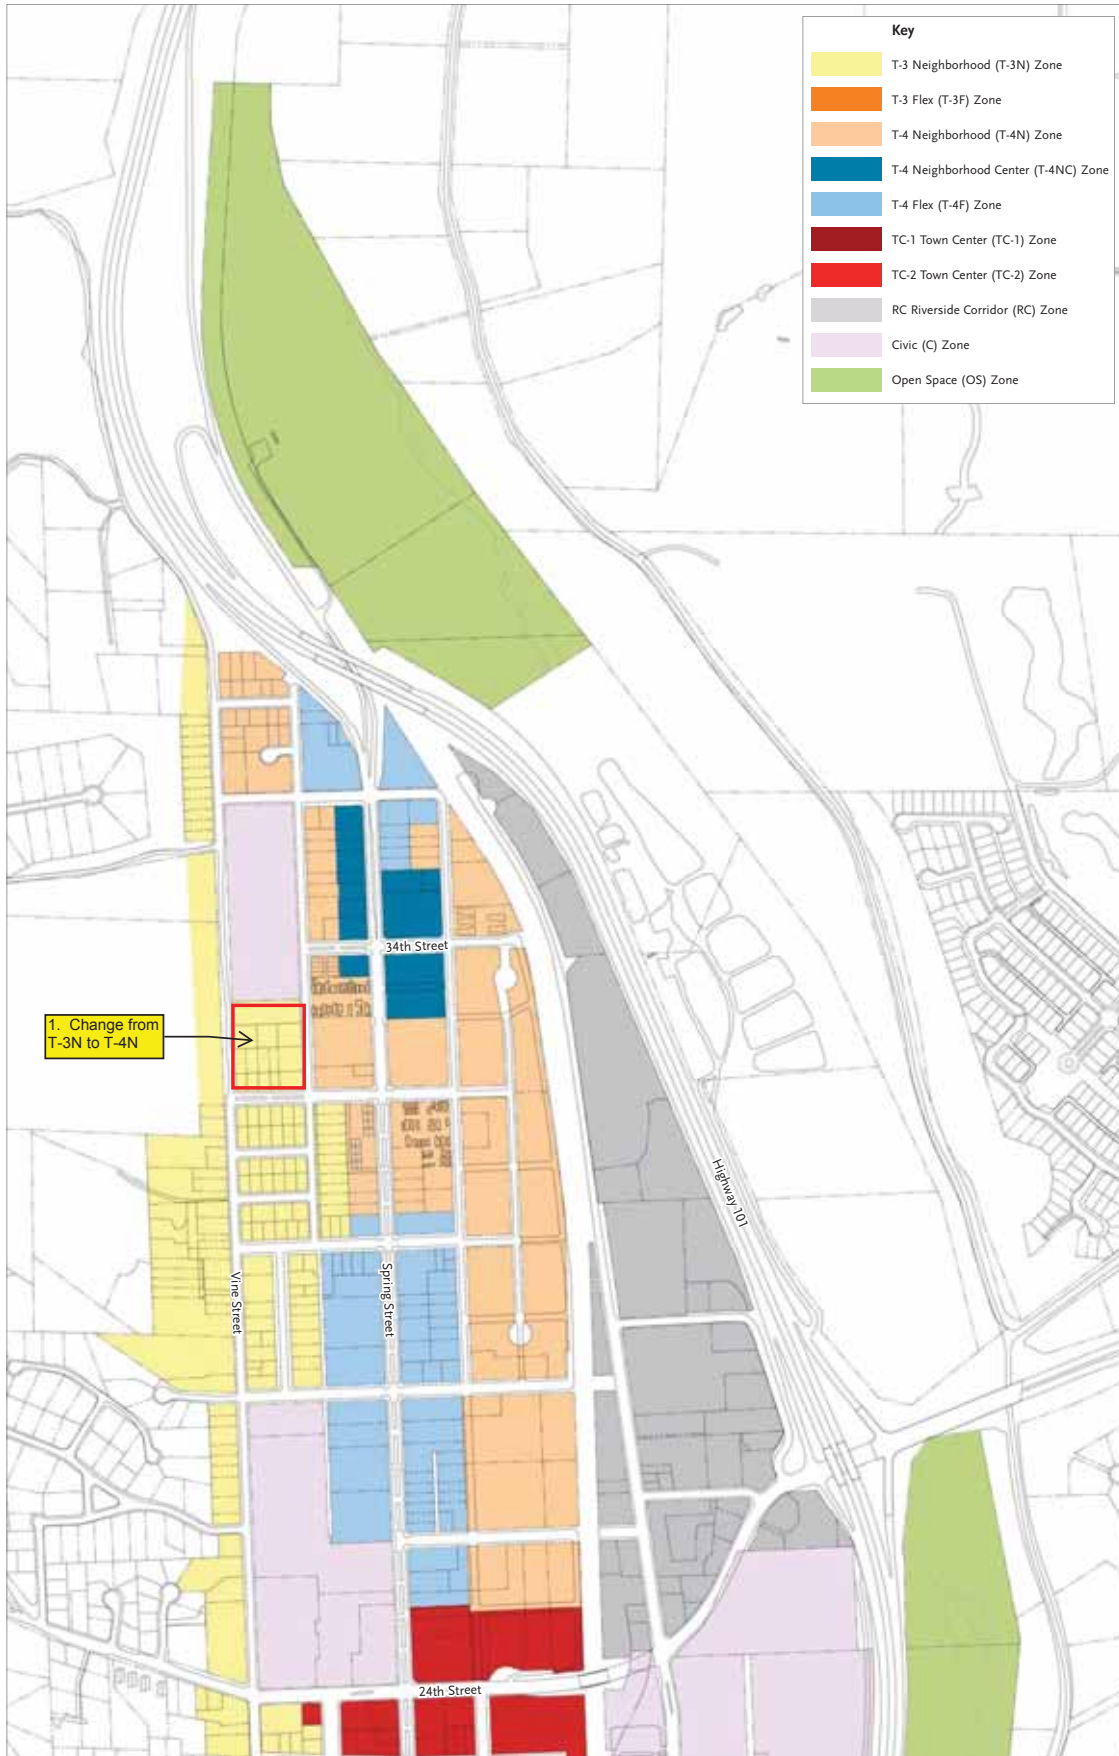 Key
T-3 Neighborhood (T-3N) Zone
T-3 Flex (T-3F) Zone
T-4 Neighborhood (T-4N) Zone
T-4 Neighborhood Center (T-4NC) Zone
T-4 Flex (T-4F) Zone
TC-1 Town Center (TC-1) Zone
TC-2 Town Center (TC-2) Zone
RC Riverside Corridor (RC) Zone
Civic (C) Zone
Open Space (OS) Zone
34th Street
1. Change from
T-3N to T-4N
Highway 101
Vine Street
Spring Street
24th Street